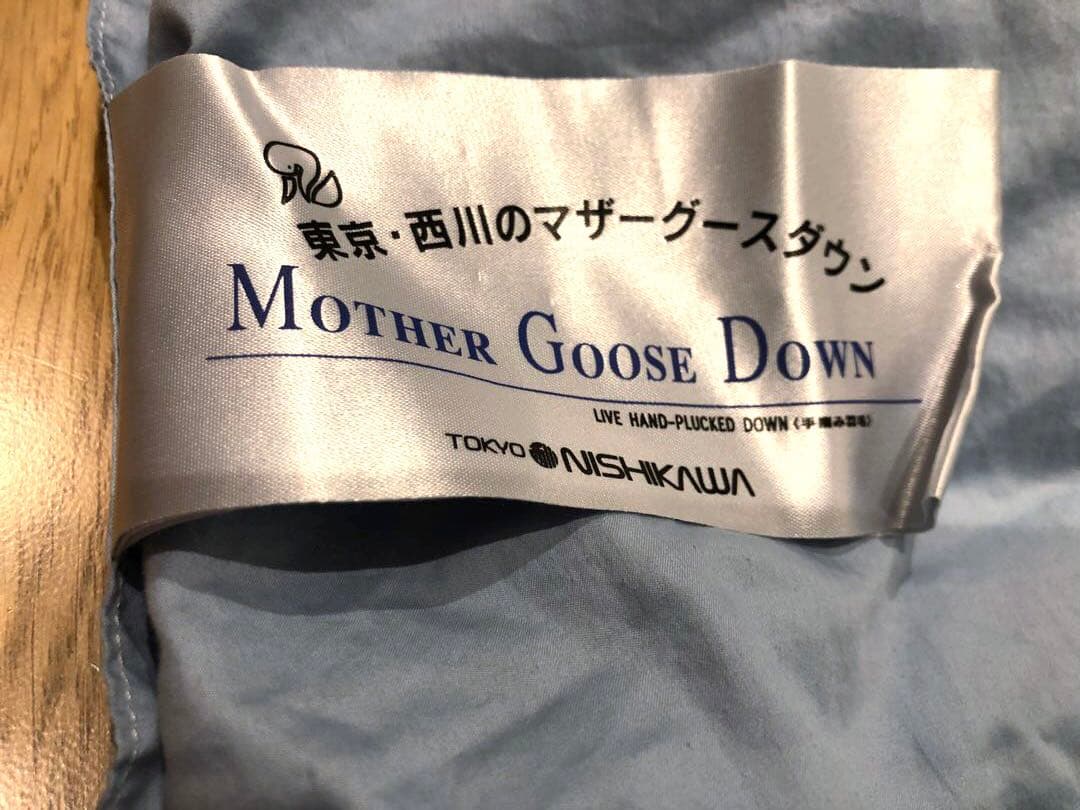 東京・西川のマザーグースダウン
MOTHER GOOSE DOWN
LIVE HAND-PLUCKED DOWN《手摘み羽毛》
TOKYO NISHIKAWA